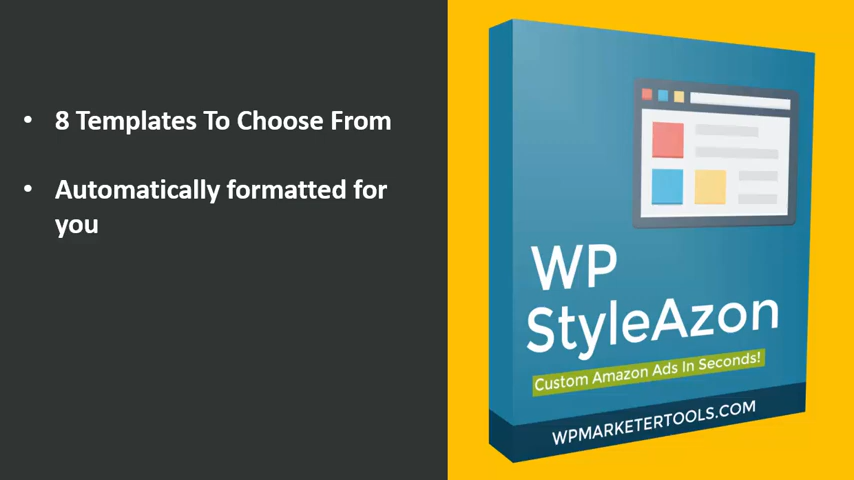 • 8 Templates To Choose From
• Automatically formatted for
you
WP
StyleAzon
Custom Amazon Ads In Seconds!
WPMARKETERTOOLS.COM